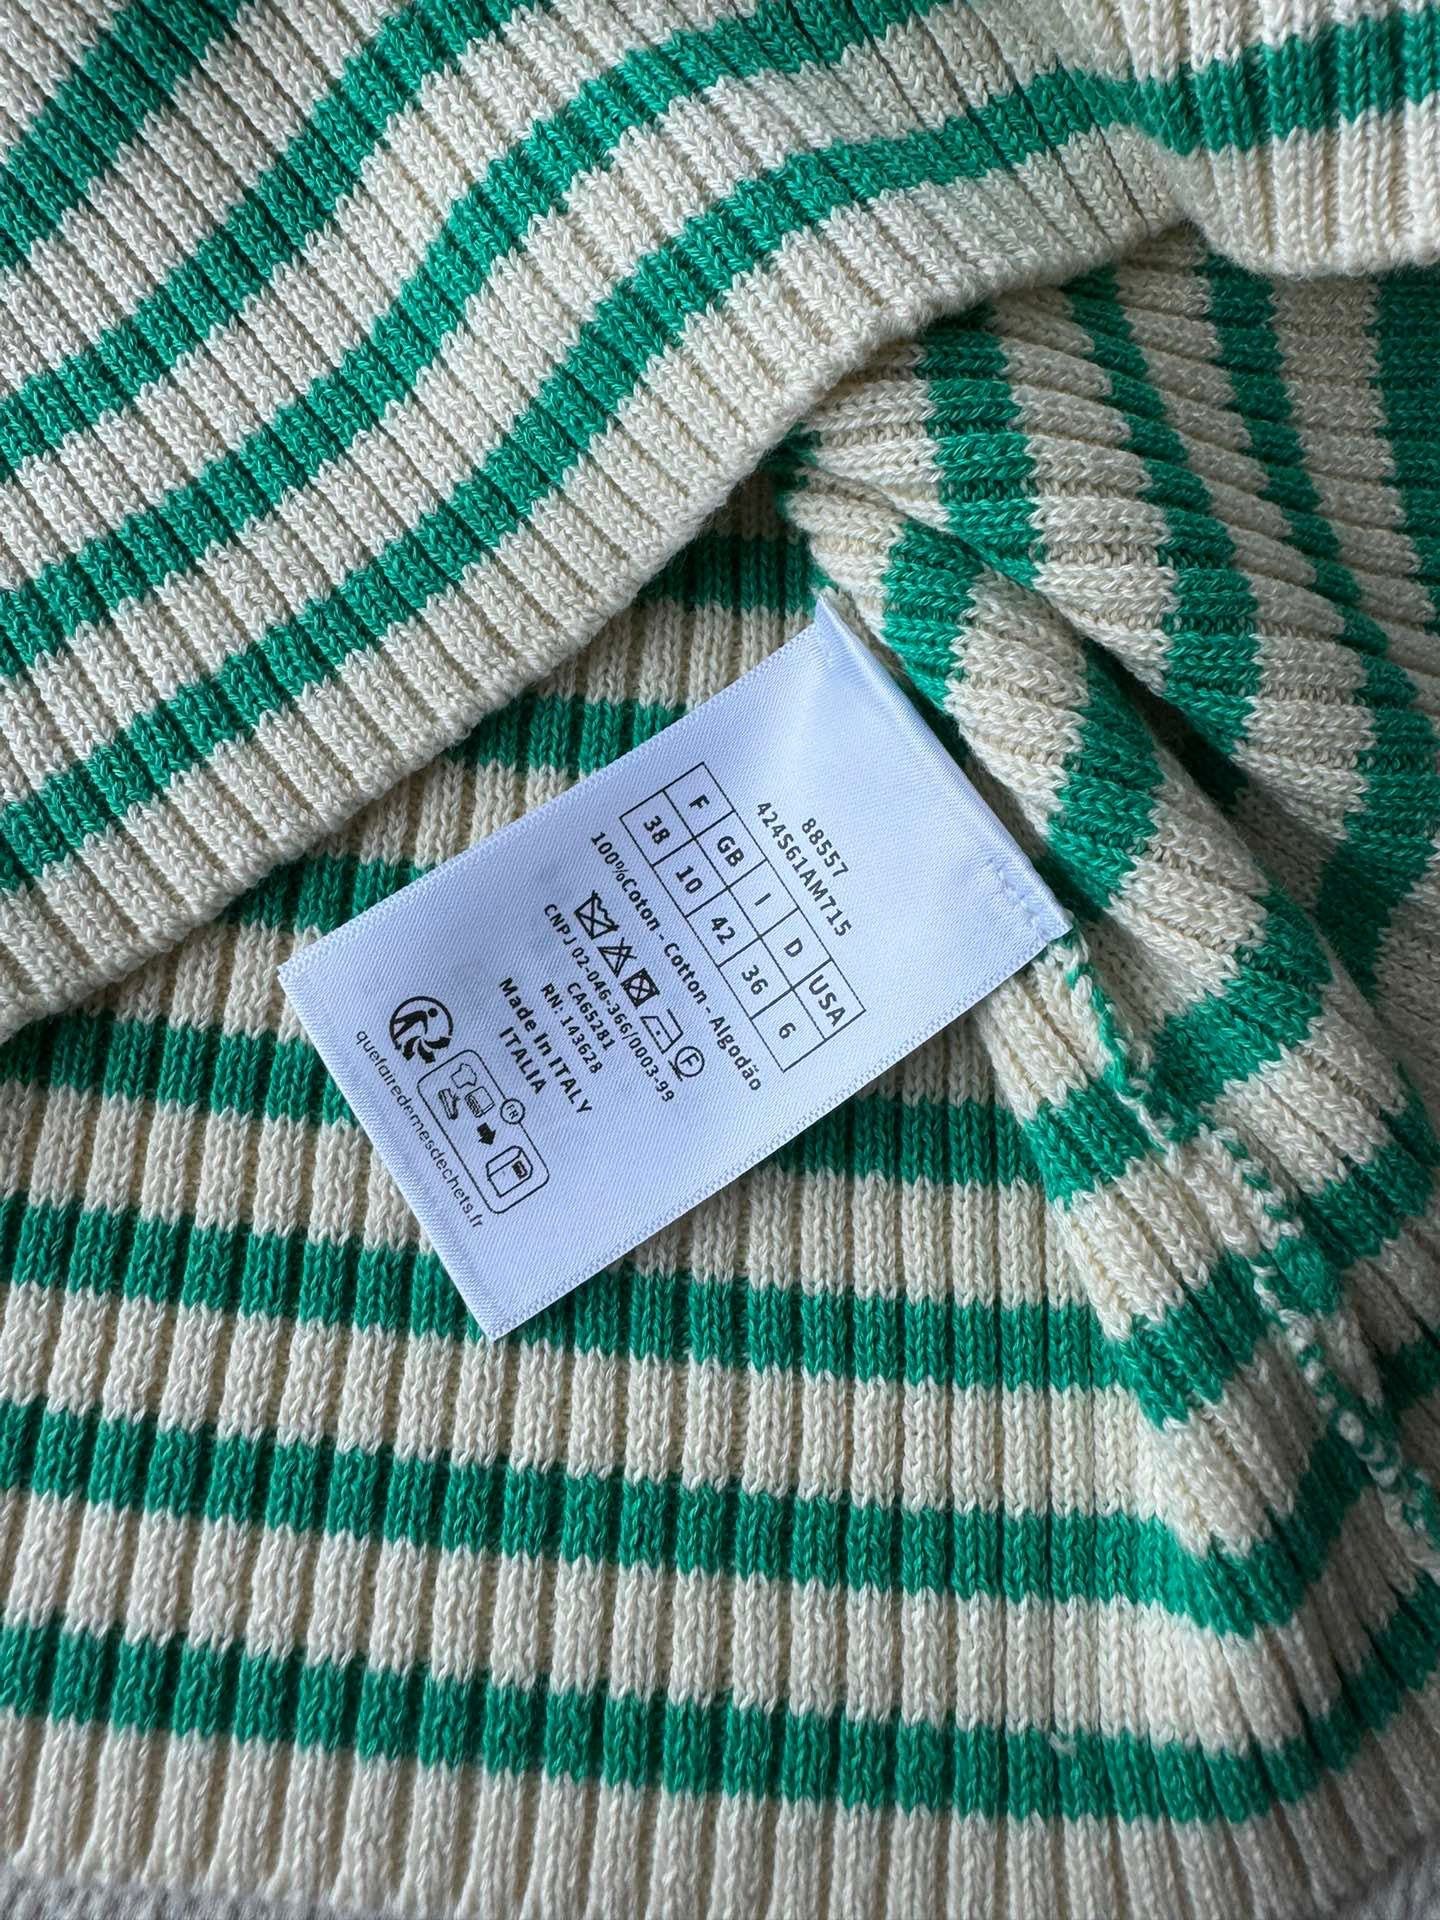 88557
424S61AM715
F GB I D USA
38 10 42 36 6
100%Coton - Cotton - Algodão
F
CNPJ 02-046-366/0003-99
CA65281
RN: 143628
Made In ITALY
ITALIA
FR
quefairedemesdechets.fr